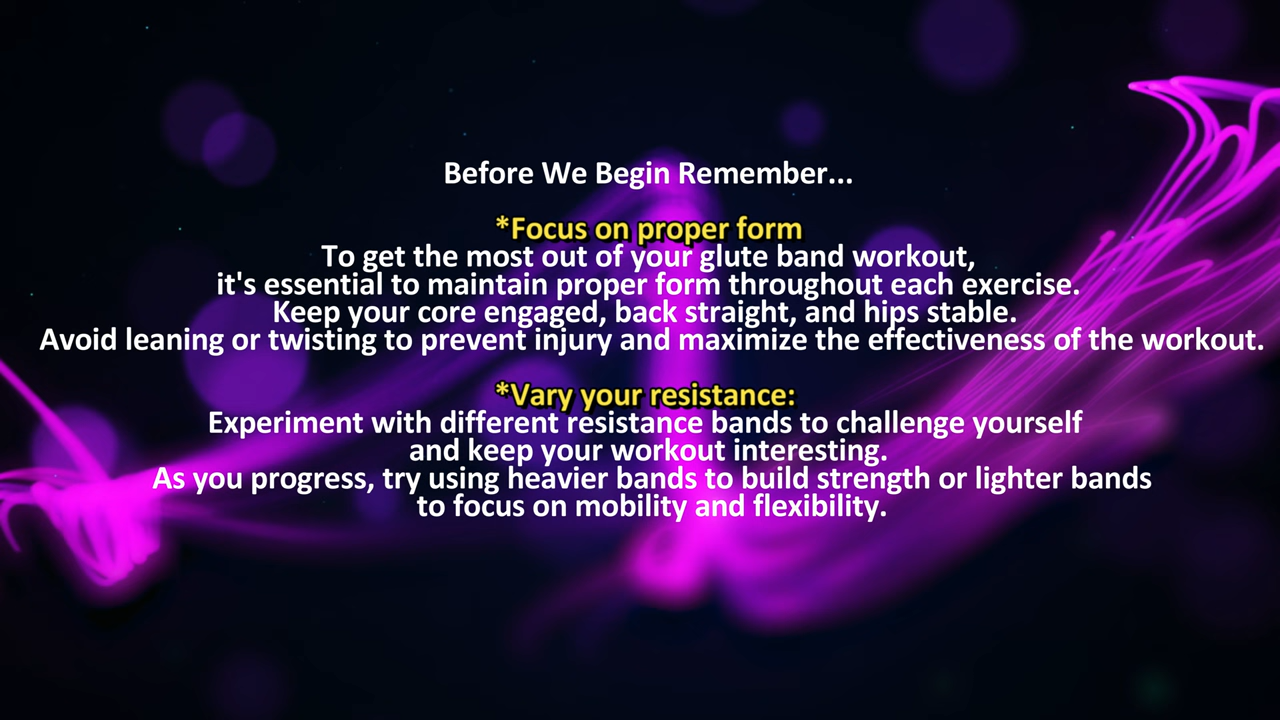 Before We Begin Remember...
*Focus on proper form
To get the most out of your glute band workout,
it's essential to maintain proper form throughout each exercise.
Keep your core engaged, back straight, and hips stable.
Avoid leaning or twisting to prevent injury and maximize the effectiveness of the workout.
*Vary your resistance:
Experiment with different resistance bands to challenge yourself
and keep your workout interesting.
As you progress, try using heavier bands to build strength or lighter bands
to focus on mobility and flexibility.